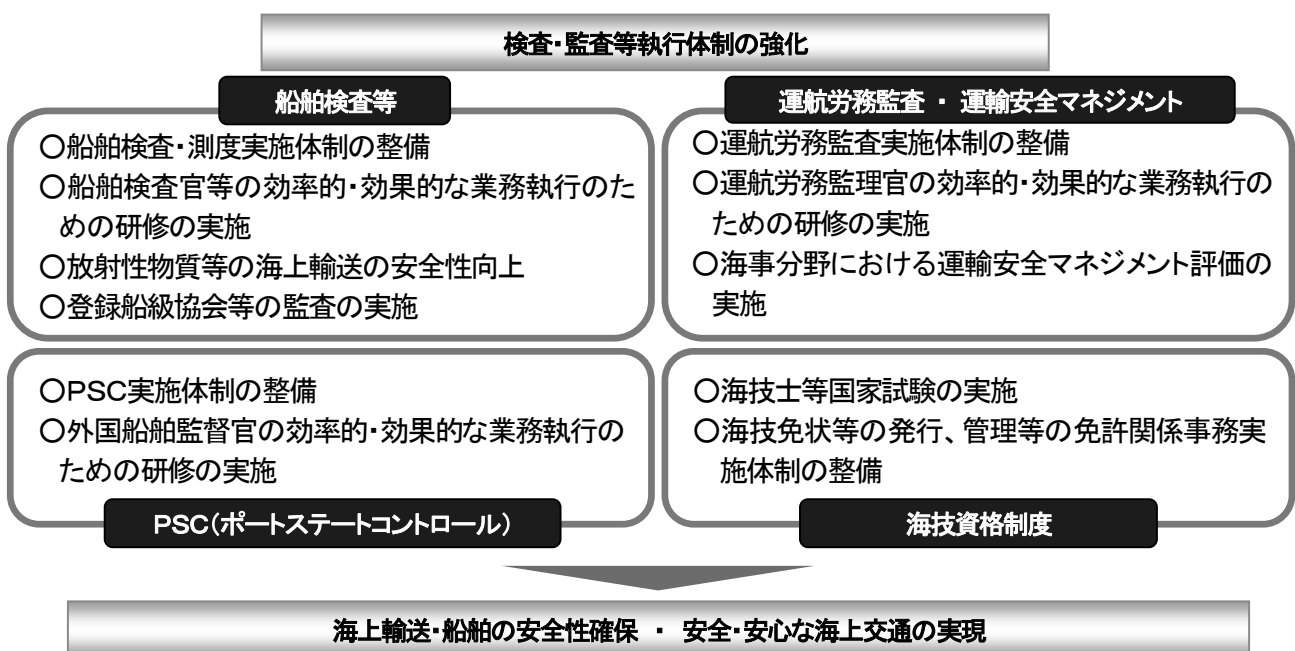 検査・監査等執行体制の強化
船舶検査等
〇船舶検査・測度実施体制の整備
〇船舶検査官等の効率的・効果的な業務執行のた
めの研修の実施
〇放射性物質等の海上輸送の安全性向上
〇登録船級協会等の監査の実施
運航労務監査 ・ 運輸安全マネジメント
〇運航労務監査実施体制の整備
〇運航労務監理官の効率的・効果的な業務執行の
ための研修の実施
〇海事分野における運輸安全マネジメント評価の
実施
〇PSC実施体制の整備
〇外国船舶監督官の効率的・効果的な業務執行の
ための研修の実施
PSC(ポートステートコントロール)
〇海技士等国家試験の実施
〇海技免状等の発行、管理等の免許関係事務実
施体制の整備
海技資格制度
海上輸送・船舶の安全性確保 ・ 安全・安心な海上交通の実現